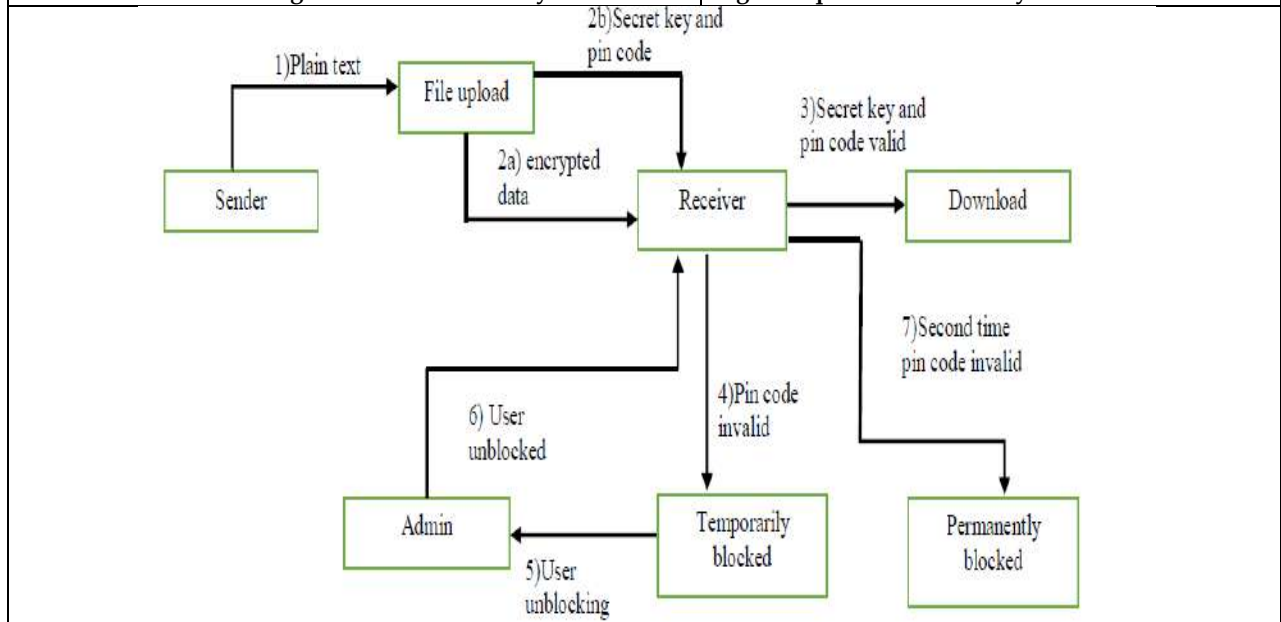 2b)Secret key and
pin code
1)Plain text
File upload
3)Secret key and
pin code valid
2a) encrypted
data
Sender
Receiver
Download
7)Second time
pin code invalid
4)Pin code
invalid
6) User
unblocked
Admin
Temporarily
blocked
Permanently
blocked
5)User
unblocking